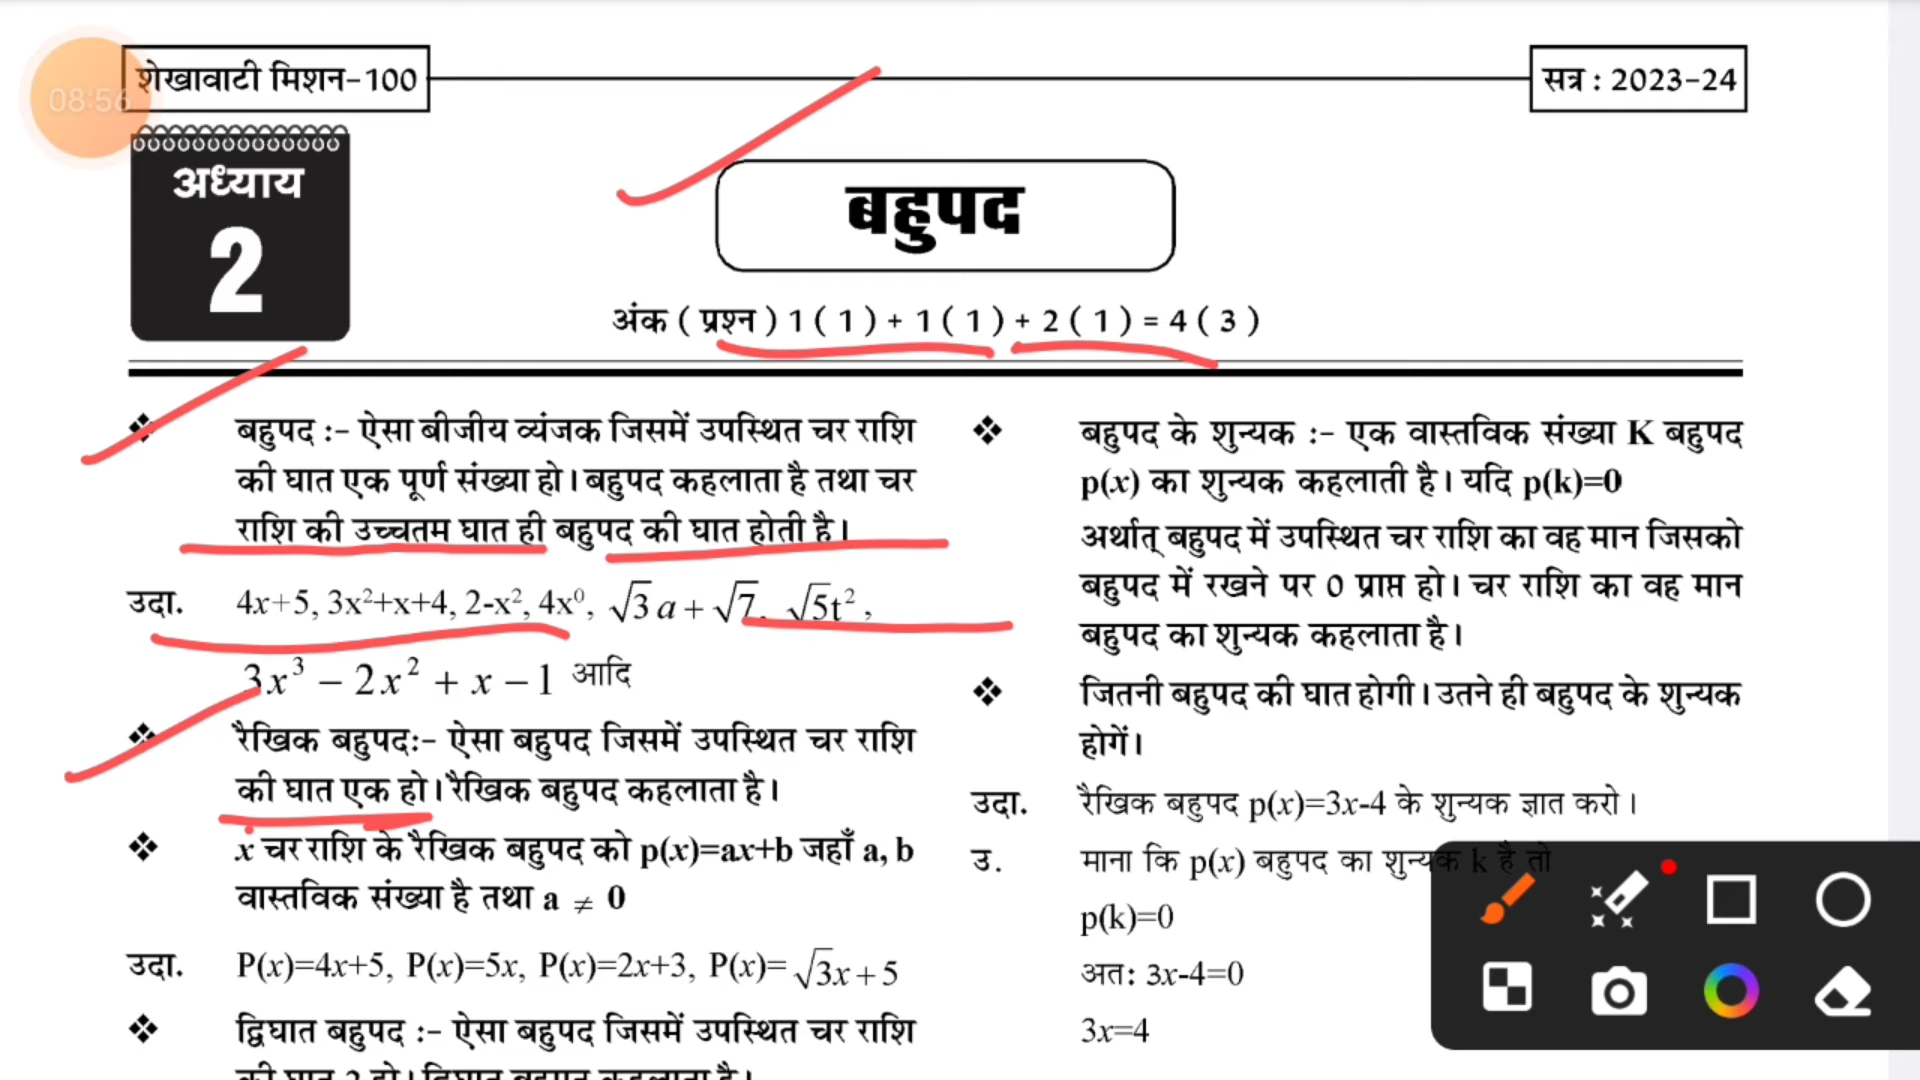 08:56
शेखावाटी मिशन-100
सत्र : 2023-24
अध्याय
2
बहुपद
अंक ( प्रश्न ) 1 ( 1 ) + 1 ( 1 ) + 2 ( 1 ) = 4 ( 3 )
❖ बहुपद :- ऐसा बीजीय व्यंजक जिसमें उपस्थित चर राशि
की घात एक पूर्ण संख्या हो। बहुपद कहलाता है तथा चर
राशि की उच्चतम घात ही बहुपद की घात होती है।
उदा. 4x+5, 3x²+x+4, 2-x², 4x⁰, √3 a + √7, √5t²,
3x³ − 2x² + x − 1 आदि
❖ रैखिक बहुपदः- ऐसा बहुपद जिसमें उपस्थित चर राशि
की घात एक हो। रैखिक बहुपद कहलाता है।
❖ x चर राशि के रैखिक बहुपद को p(x)=ax+b जहाँ a, b
वास्तविक संख्या है तथा a ≠ 0
उदा. P(x)=4x+5, P(x)=5x, P(x)=2x+3, P(x)= √3x + 5
❖ द्विघात बहुपद :- ऐसा बहुपद जिसमें उपस्थित चर राशि
की घात 2 हो। द्विघात बहुपद कहलाता है।
❖ बहुपद के शुन्यक :- एक वास्तविक संख्या K बहुपद
p(x) का शुन्यक कहलाती है। यदि p(k)=0
अर्थात् बहुपद में उपस्थित चर राशि का वह मान जिसको
बहुपद में रखने पर 0 प्राप्त हो। चर राशि का वह मान
बहुपद का शुन्यक कहलाता है।
❖ जितनी बहुपद की घात होगी। उतने ही बहुपद के शुन्यक
होगें।
उदा. रैखिक बहुपद p(x)=3x-4 के शुन्यक ज्ञात करो।
उ. माना कि p(x) बहुपद का शुन्यक k है तो
p(k)=0
अत: 3x-4=0
3x=4